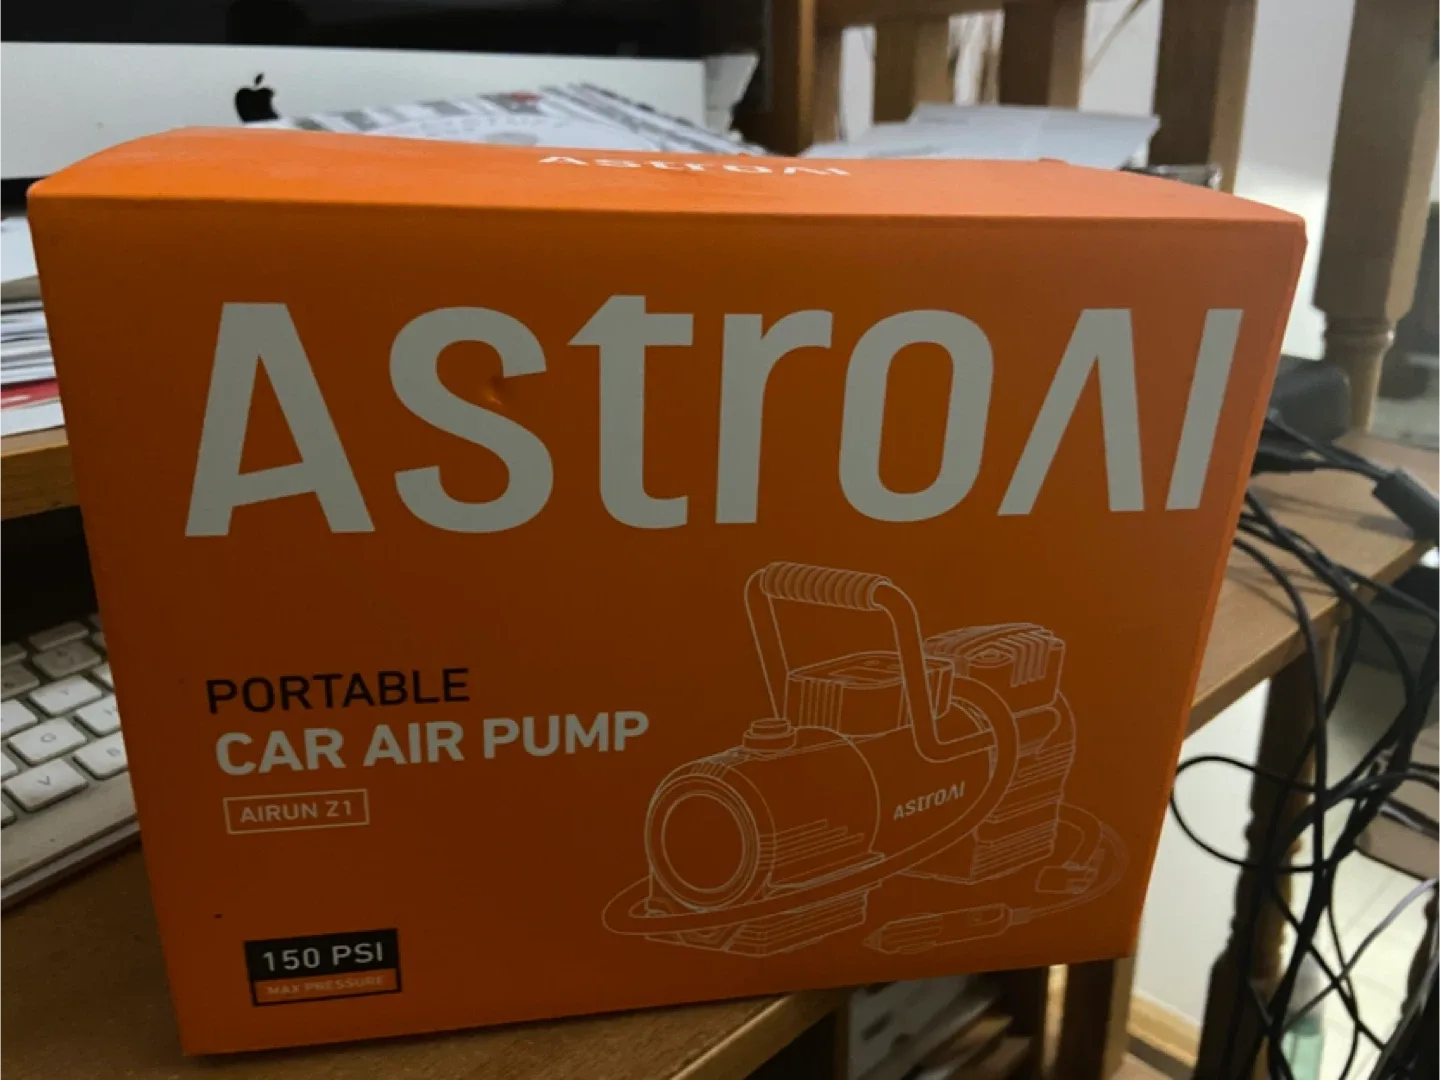 AstroAI
AstroAI
PORTABLE
CAR AIR PUMP
AIRUN Z1
AstroAI
150 PSI
MAX PRESSURE
Y
G
H
V
B